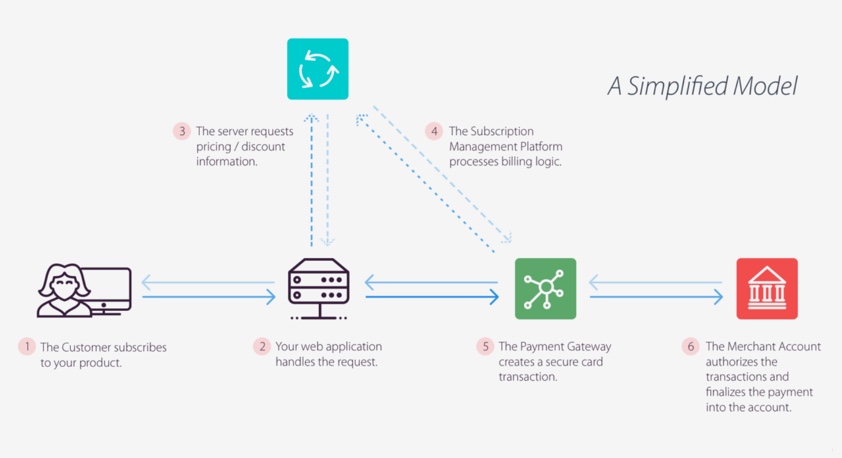 A Simplified Model
3 The server requests
pricing / discount
information.
4 The Subscription
Management Platform
processes billing logic.
1 The Customer subscribes
to your product.
2 Your web application
handles the request.
5 The Payment Gateway
creates a secure card
transaction.
6 The Merchant Account
authorizes the
transactions and
finalizes the payment
into the account.